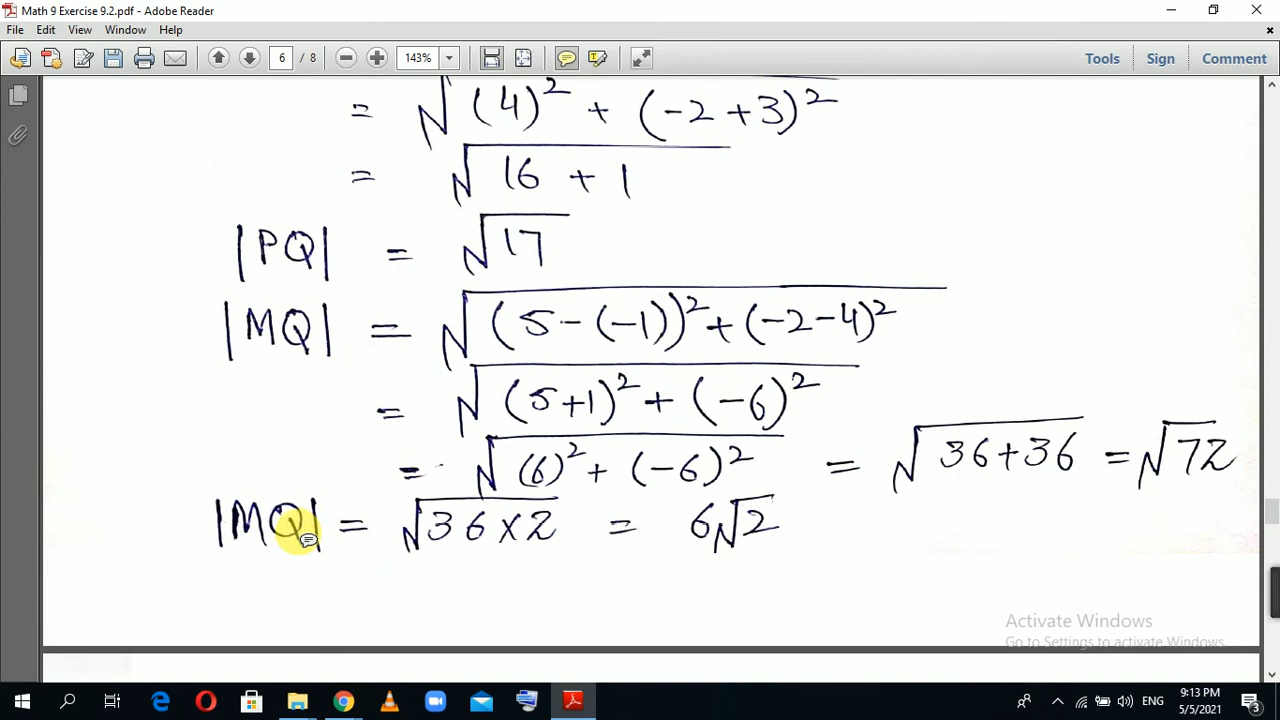 Math 9 Exercise 9.2.pdf - Adobe Reader
File Edit View Window Help
6 / 8 143% Tools Sign Comment
= √(4)² + (-2+3)²
= √16 + 1
|PQ| = √17
|MQ| = √(5-(-1))²+(-2-4)²
= √(5+1)²+(-6)²
= √(6)²+(-6)² = √36+36 = √72
|MQ| = √36×2 = 6√2
Activate Windows
Go to Settings to activate Windows.
ENG
9:13 PM
5/5/2021
3